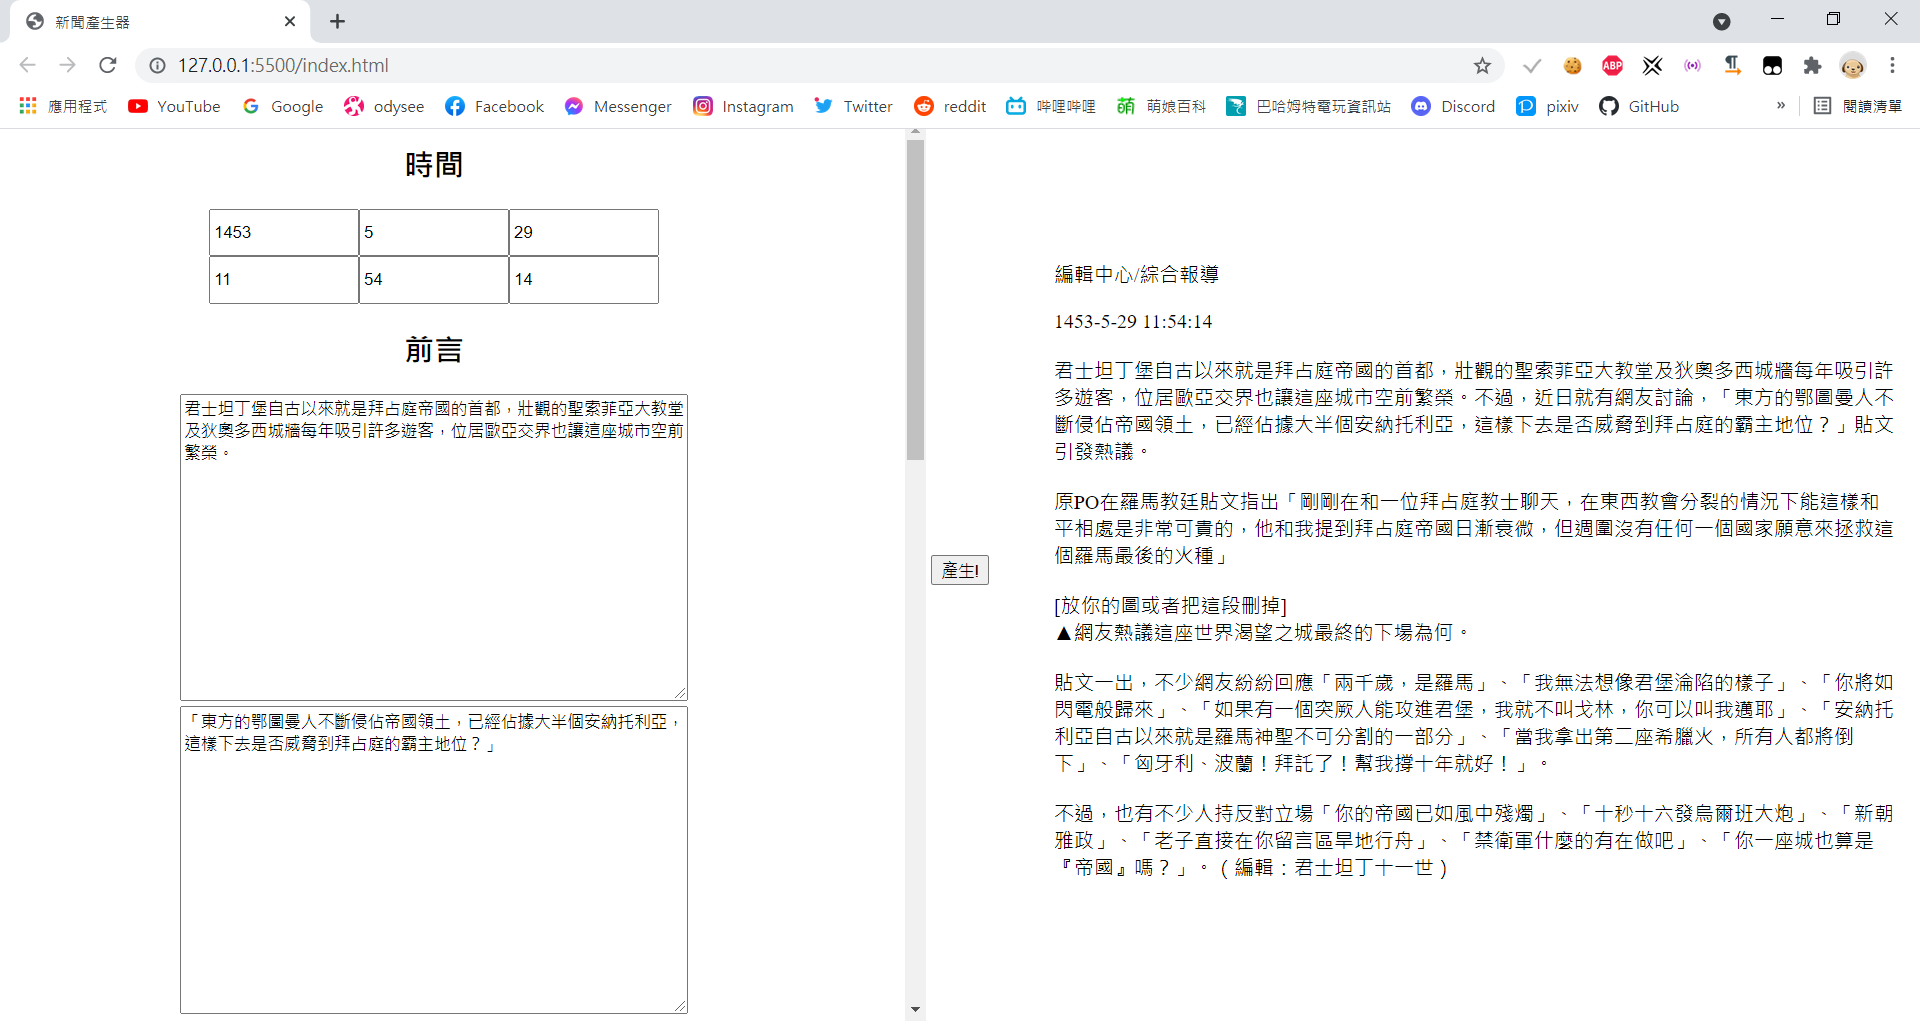 新聞產生器
127.0.0.1:5500/index.html
ABP
應用程式
YouTube
Google
odysee
Facebook
Messenger
Instagram
Twitter
reddit
嗶哩嗶哩
萌 萌娘百科
巴哈姆特電玩資訊站
Discord
pixiv
GitHub
»
閱讀清單
時間
1453 5 29
11 54 14
前言
君士坦丁堡自古以來就是拜占庭帝國的首都，壯觀的聖索菲亞大教堂
及狄奧多西城牆每年吸引許多遊客，位居歐亞交界也讓這座城市空前
繁榮。
「東方的鄂圖曼人不斷侵佔帝國領土，已經佔據大半個安納托利亞，
這樣下去是否威脅到拜占庭的霸主地位？」
產生!
編輯中心/綜合報導
1453-5-29 11:54:14
君士坦丁堡自古以來就是拜占庭帝國的首都，壯觀的聖索菲亞大教堂及狄奧多西城牆每年吸引許
多遊客，位居歐亞交界也讓這座城市空前繁榮。不過，近日就有網友討論，「東方的鄂圖曼人不
斷侵佔帝國領土，已經佔據大半個安納托利亞，這樣下去是否威脅到拜占庭的霸主地位？」貼文
引發熱議。
原PO在羅馬教廷貼文指出「剛剛在和一位拜占庭教士聊天，在東西教會分裂的情況下能這樣和
平相處是非常可貴的，他和我提到拜占庭帝國日漸衰微，但週圍沒有任何一個國家願意來拯救這
個羅馬最後的火種」
[放你的圖或者把這段刪掉]
▲網友熱議這座世界渴望之城最終的下場為何。
貼文一出，不少網友紛紛回應「兩千歲，是羅馬」、「我無法想像君堡淪陷的樣子」、「你將如
閃電般歸來」、「如果有一個突厥人能攻進君堡，我就不叫戈林，你可以叫我邁耶」、「安納托
利亞自古以來就是羅馬神聖不可分割的一部分」、「當我拿出第二座希臘火，所有人都將倒
下」、「匈牙利、波蘭！拜託了！幫我撐十年就好！」。
不過，也有不少人持反對立場「你的帝國已如風中殘燭」、「十秒十六發烏爾班大炮」、「新朝
雅政」、「老子直接在你留言區旱地行舟」、「禁衛軍什麼的有在做吧」、「你一座城也算是
『帝國』嗎？」。（編輯：君士坦丁十一世）